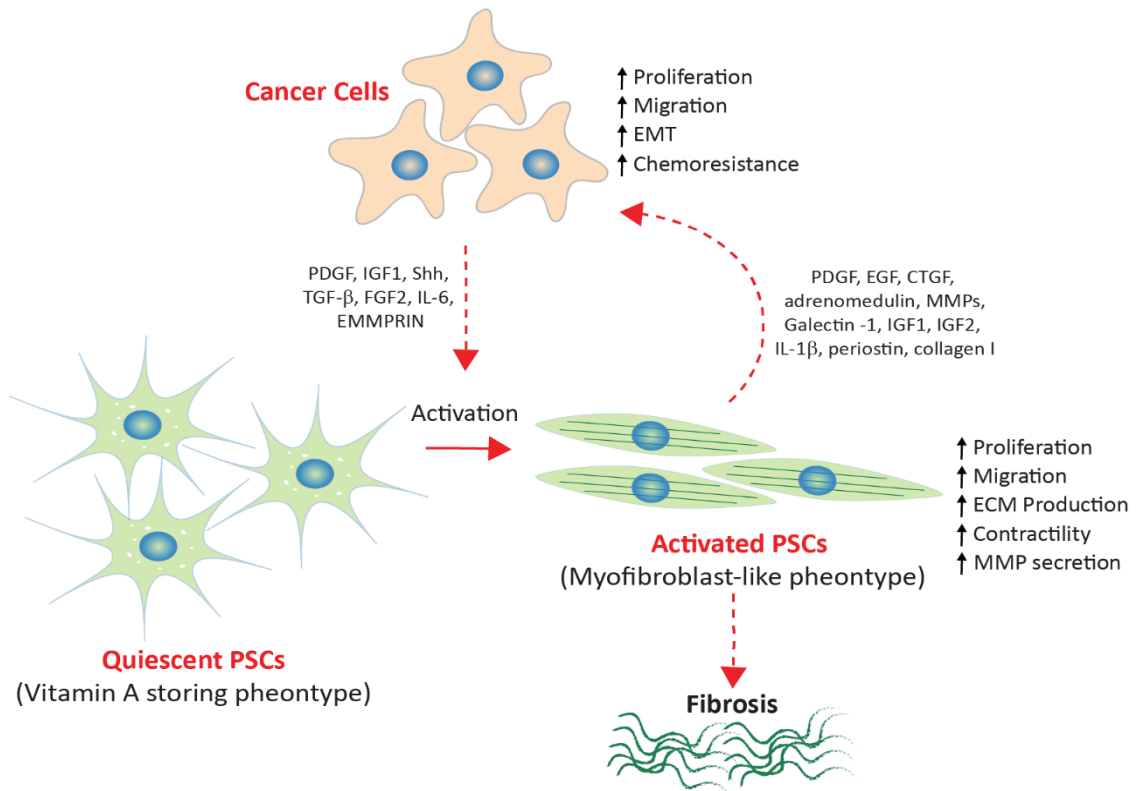 Cancer Cells
Proliferation
Migration
EMT
Chemoresistance
PDGF, IGF1, Shh,
TGF-β, FGF2, IL-6,
EMMPRIN
PDGF, EGF, CTGF,
adrenomedulin, MMPs,
Galectin -1, IGF1, IGF2,
IL-1β, periostin, collagen I
Activation
Proliferation
Migration
ECM Production
Contractility
MMP secretion
Activated PSCs
(Myofibroblast-like pheontype)
Quiescent PSCs
(Vitamin A storing pheontype)
Fibrosis